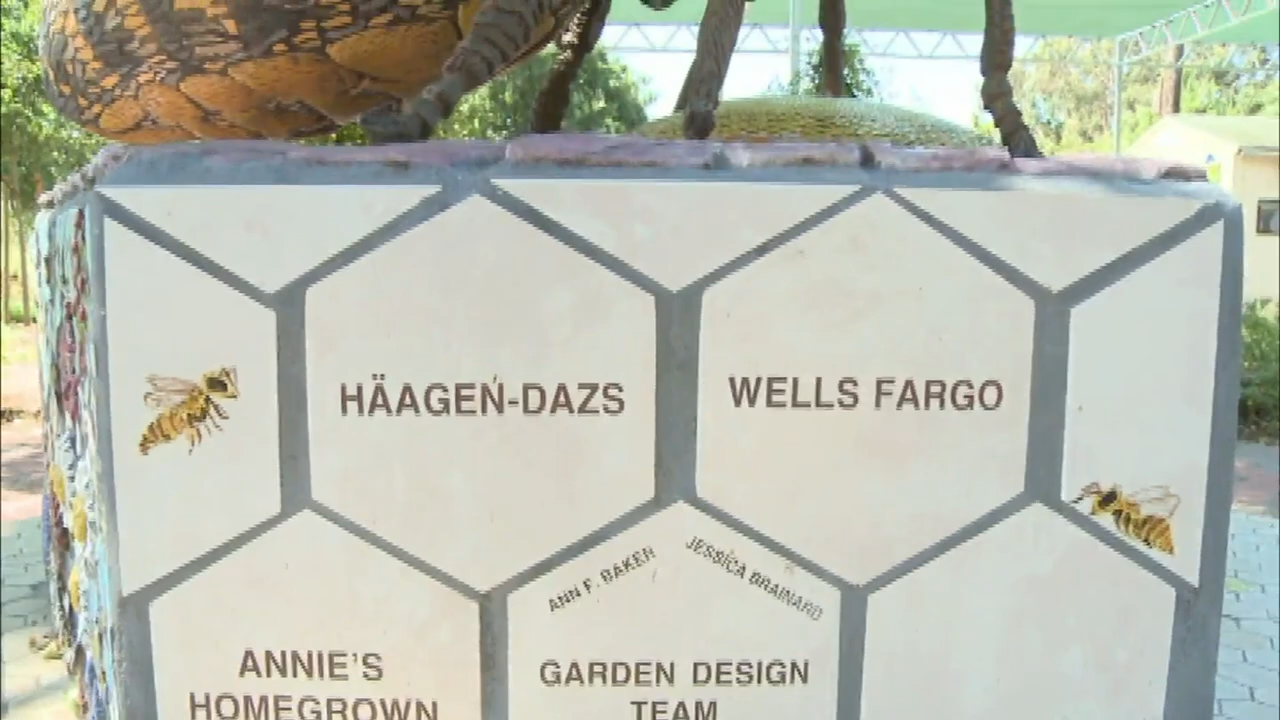 HÄAGEN-DAZS
WELLS FARGO
ANN F. BAKER
JESSICA BRAINARD
ANNIE'S
HOMEGROWN
GARDEN DESIGN
TEAM